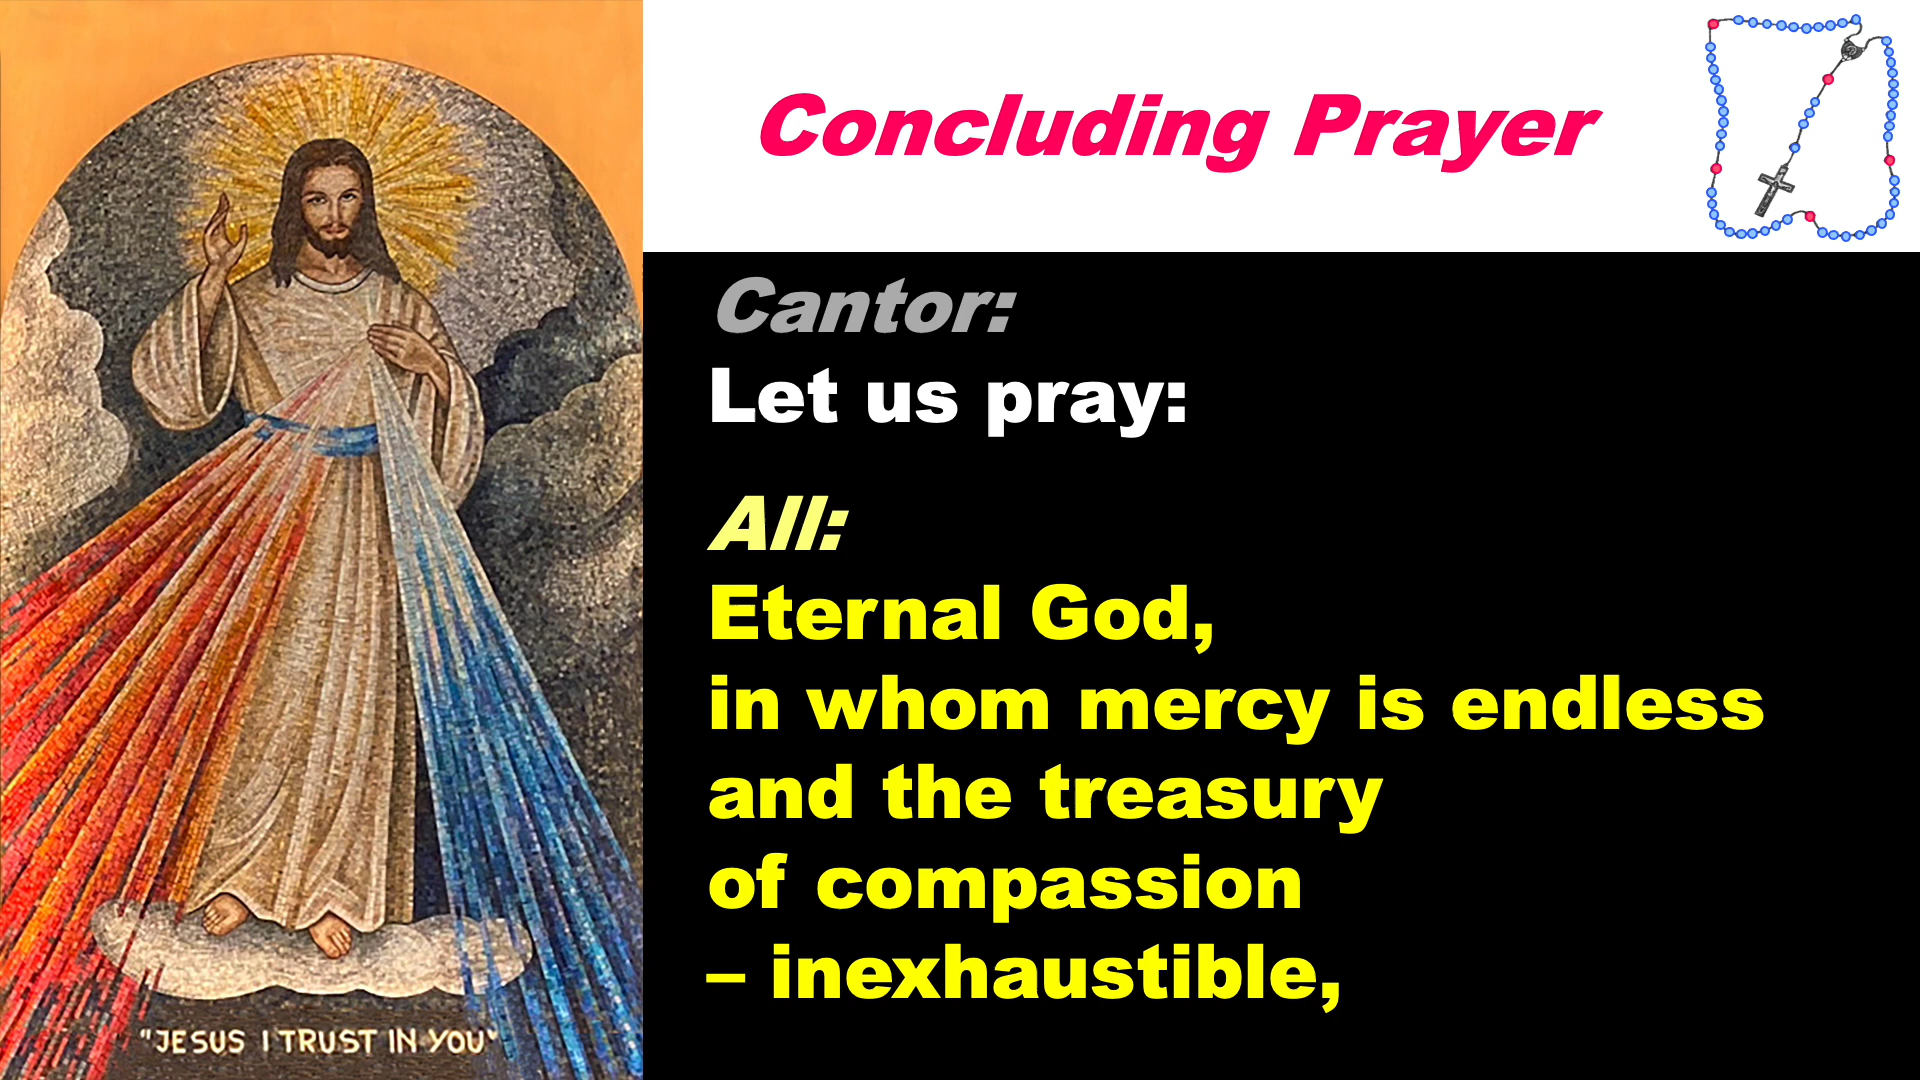 Concluding Prayer
Cantor:
Let us pray:
All:
Eternal God,
in whom mercy is endless
and the treasury
of compassion
– inexhaustible,
"JESUS I TRUST IN YOU"